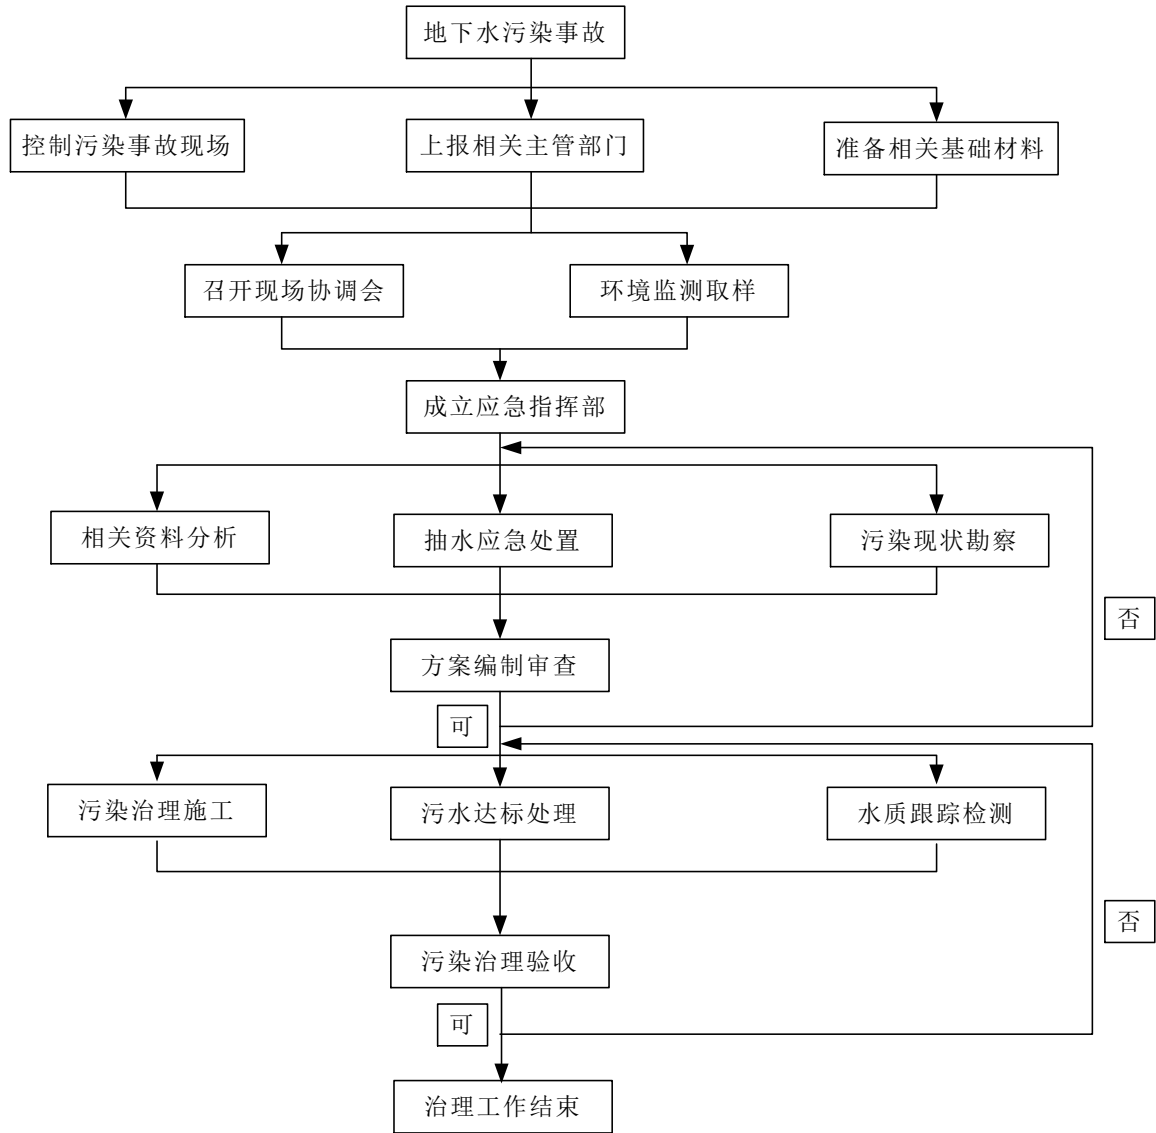 地下水污染事故
控制污染事故现场
上报相关主管部门
准备相关基础材料
召开现场协调会
环境监测取样
成立应急指挥部
相关资料分析
抽水应急处置
污染现状勘察
否
方案编制审查
可
污染治理施工
污水达标处理
水质跟踪检测
否
污染治理验收
可
治理工作结束